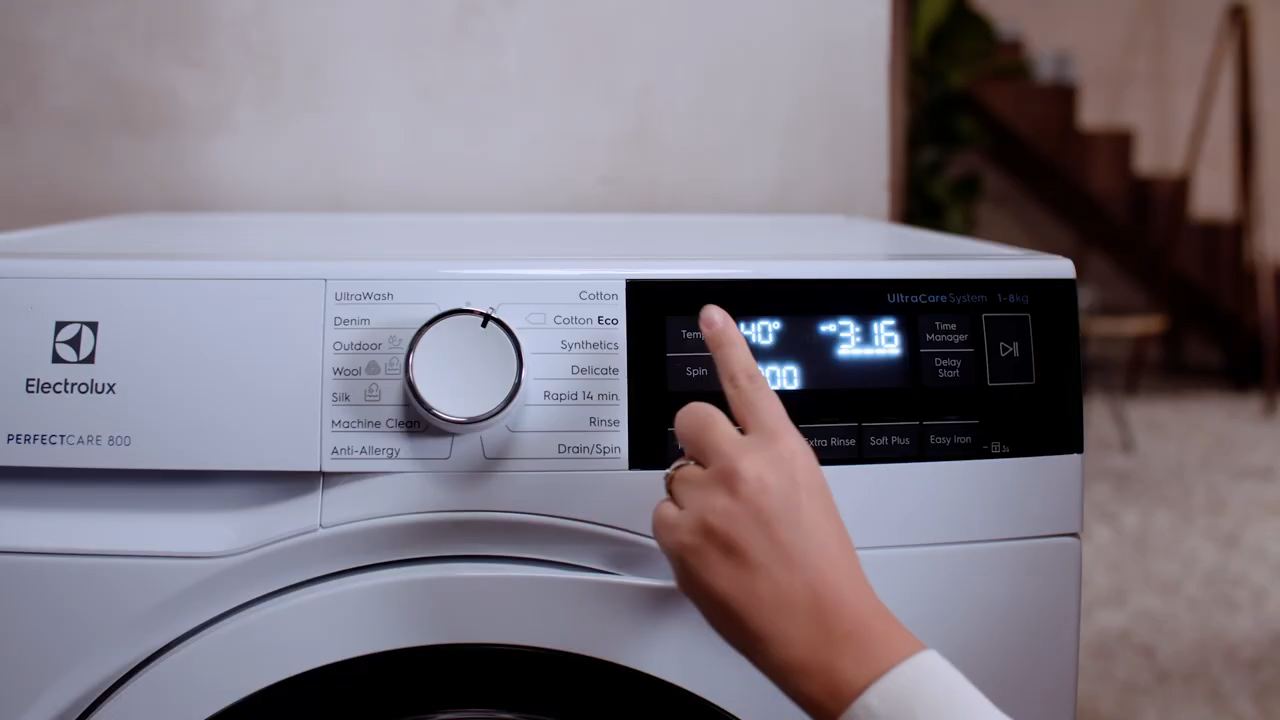 Electrolux
PERFECTCARE 800
UltraWash
Denim
Outdoor
Wool
Silk
Machine Clean
Anti-Allergy
Cotton
Cotton Eco
Synthetics
Delicate
Rapid 14 min.
Rinse
Drain/Spin
UltraCare System 1-8kg
40°
3:16
Spin
Time
Manager
Delay
Start
Extra Rinse
Soft Plus
Easy Iron